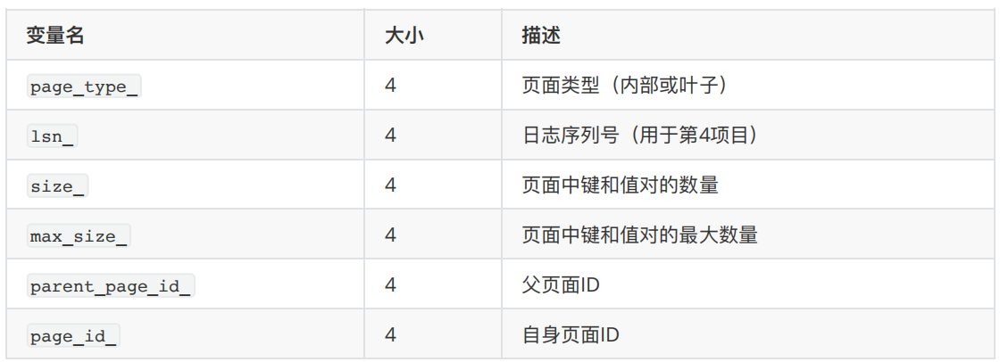 变量名 大小 描述
page_type_ 4 页面类型（内部或叶子）
lsn_ 4 日志序列号（用于第4项目）
size_ 4 页面中键和值对的数量
max_size_ 4 页面中键和值对的最大数量
parent_page_id_ 4 父页面ID
page_id_ 4 自身页面ID